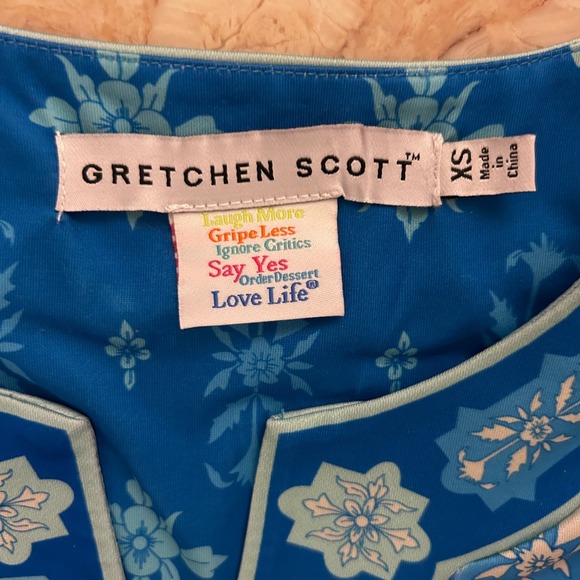 GRETCHEN SCOTT™
XS
Made
in
China
Laugh More
Gripe Less
Ignore Critics
Say Yes
Order Dessert
Love Life®